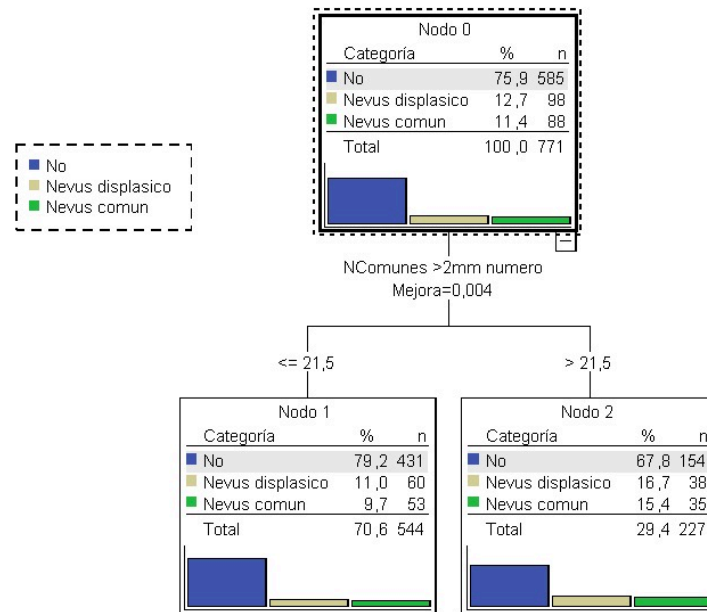 Nodo 0
Categoría % n
No 75,9 585
Nevus displasico 12,7 98
Nevus comun 11,4 88
Total 100,0 771
No
Nevus displasico
Nevus comun
NComunes >2mm numero
Mejora=0,004
<= 21,5
> 21,5
Nodo 1
Categoría % n
No 79,2 431
Nevus displasico 11,0 60
Nevus comun 9,7 53
Total 70,6 544
Nodo 2
Categoría % n
No 67,8 154
Nevus displasico 16,7 38
Nevus comun 15,4 35
Total 29,4 227